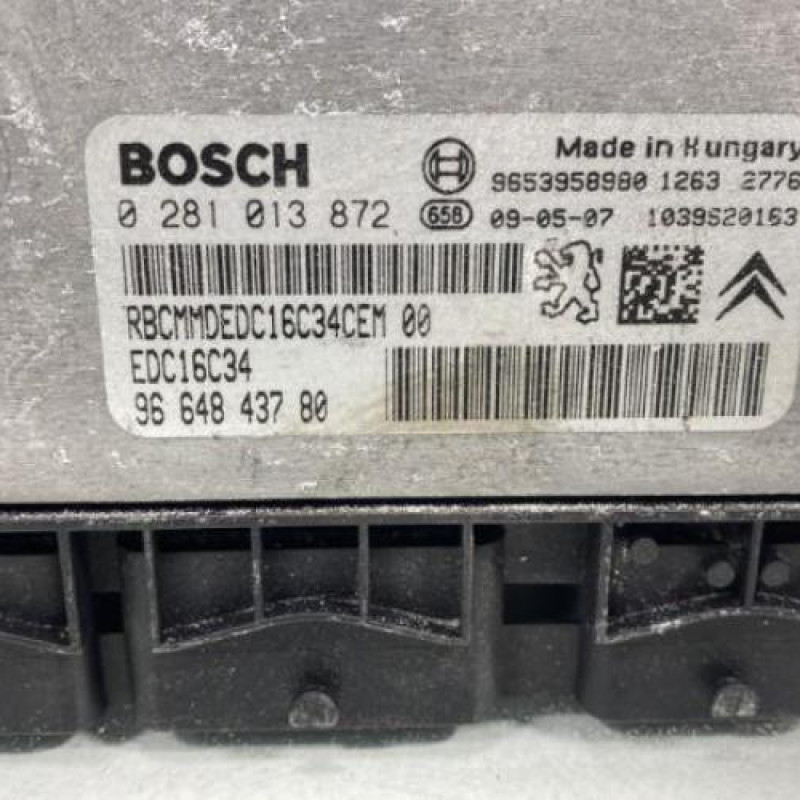 BOSCH
Made in Hungary
9653958980 1263 2776
0 281 013 872
658
09-05-07 1039S20163
RBCMMDEDC16C34CEM 00
EDC16C34
96 648 437 80